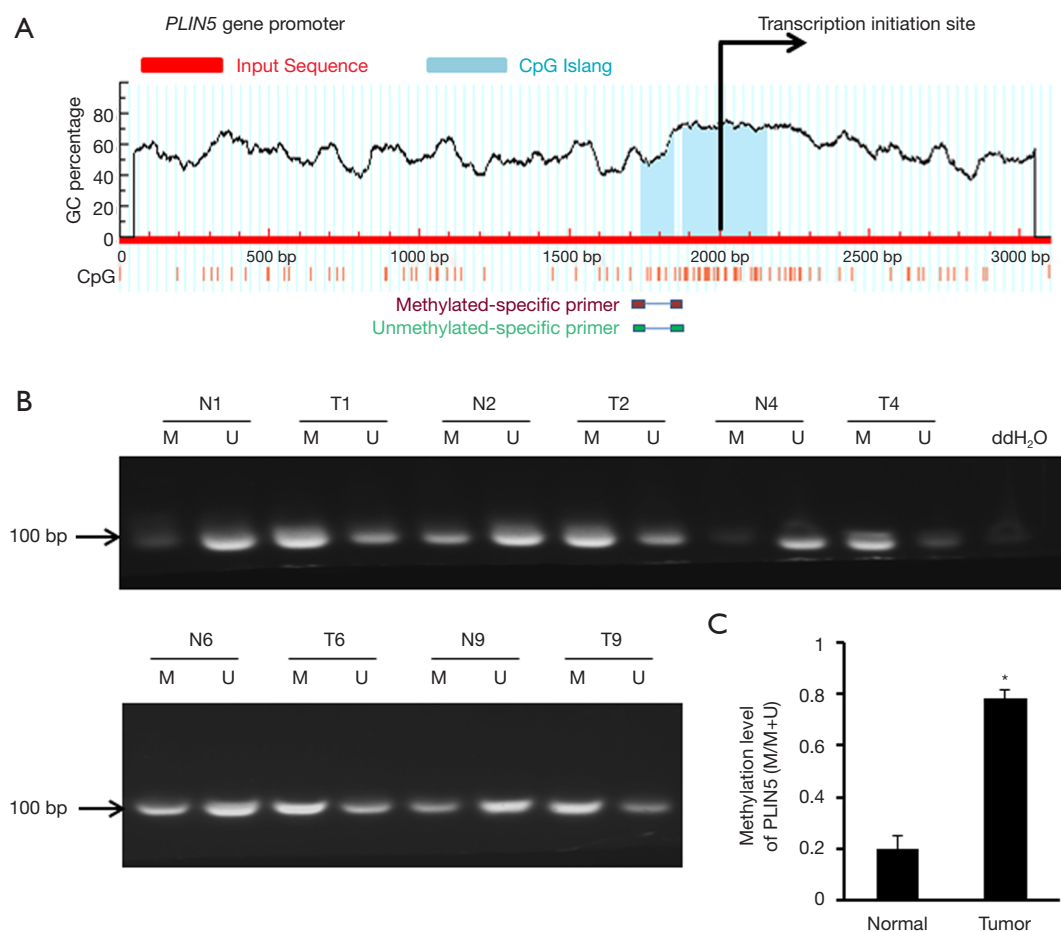 A
PLIN5 gene promoter
Transcription initiation site
Input Sequence
CpG Islang
GC percentage
80
60
40
20
0
0 500 bp 1000 bp 1500 bp 2000 bp 2500 bp 3000 bp
CpG
Methylated-specific primer
Unmethylated-specific primer
B
N1 T1 N2 T2 N4 T4
M U M U M U M U M U M U ddH₂O
100 bp
N6 T6 N9 T9
M U M U M U M U
100 bp
C
Methylation level
of PLIN5 (M/M+U)
1
0.8
0.6
0.4
0.2
0
*
Normal Tumor